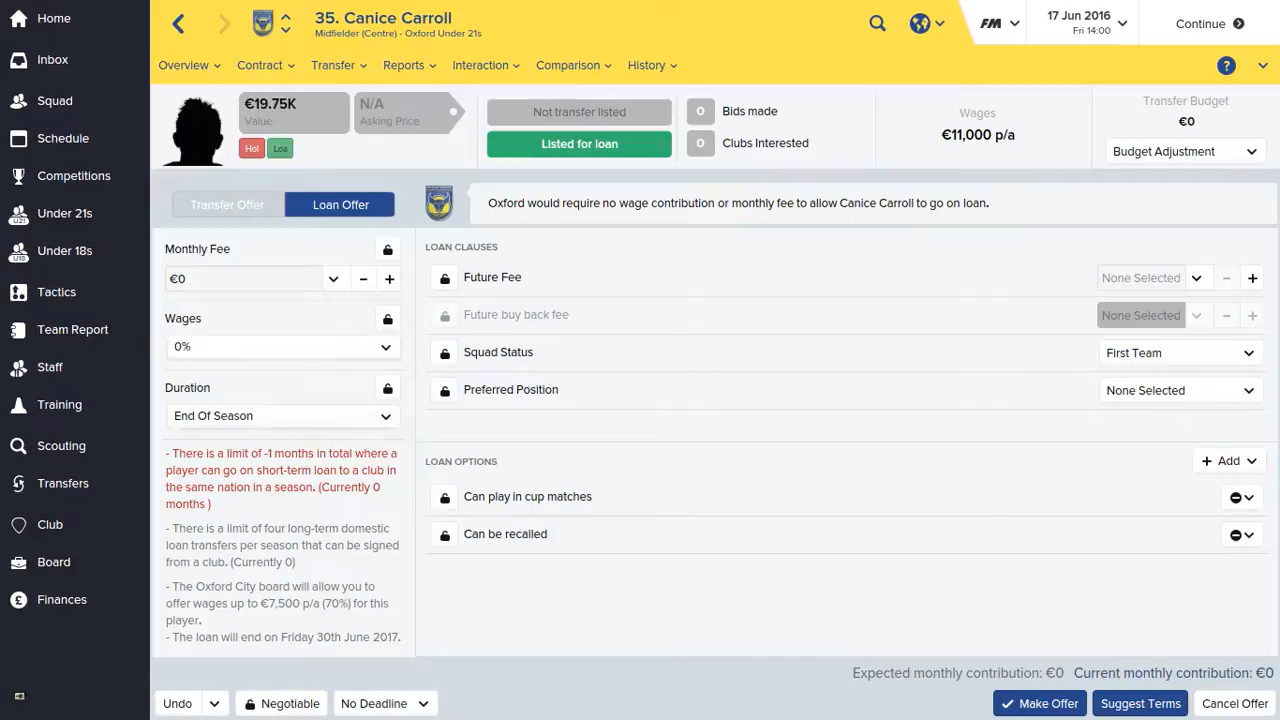 Home
Inbox
Squad
Schedule
Competitions
Under 21s
Under 18s
Tactics
Team Report
Staff
Training
Scouting
Transfers
Club
Board
Finances
35. Canice Carroll
Midfielder (Centre) - Oxford Under 21s
FM
17 Jun 2016
Fri 14:00
Continue
Overview
Contract
Transfer
Reports
Interaction
Comparison
History
?
€19.75K
Value
N/A
Asking Price
Hol
Loa
Not transfer listed
Listed for loan
0 Bids made
0 Clubs Interested
Wages
€11,000 p/a
Transfer Budget
€0
Budget Adjustment
Transfer Offer
Loan Offer
Oxford would require no wage contribution or monthly fee to allow Canice Carroll to go on loan.
Monthly Fee
€0
Wages
0%
Duration
End Of Season
- There is a limit of -1 months in total where a
player can go on short-term loan to a club in
the same nation in a season. (Currently 0
months )
- There is a limit of four long-term domestic
loan transfers per season that can be signed
from a club. (Currently 0)
- The Oxford City board will allow you to
offer wages up to €7,500 p/a (70%) for this
player.
- The loan will end on Friday 30th June 2017.
LOAN CLAUSES
Future Fee
None Selected
Future buy back fee
None Selected
Squad Status
First Team
Preferred Position
None Selected
LOAN OPTIONS
Add
Can play in cup matches
Can be recalled
Expected monthly contribution: €0
Current monthly contribution: €0
Undo
Negotiable
No Deadline
Make Offer
Suggest Terms
Cancel Offer